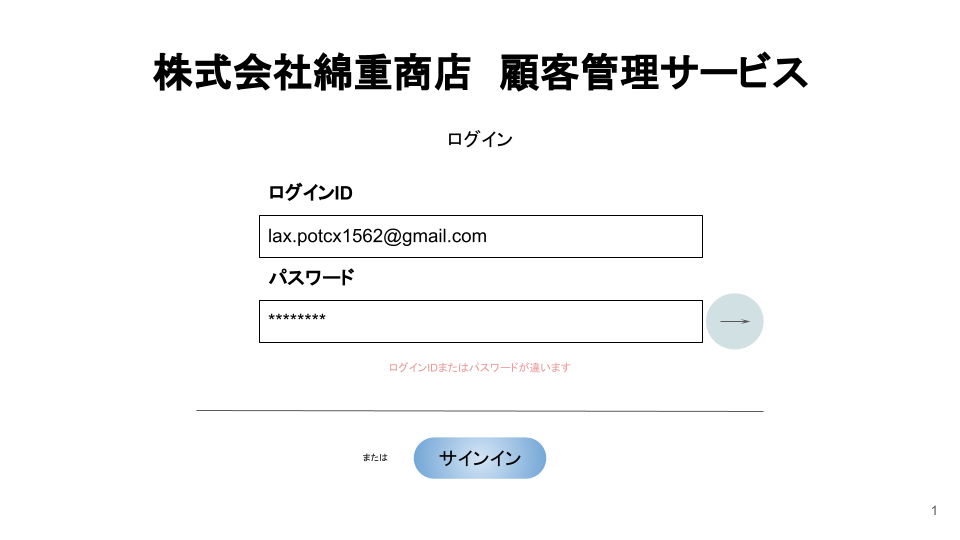 株式会社綿重商店　顧客管理サービス
ログイン
ログインID
lax.potcx1562@gmail.com
パスワード
********
ログインIDまたはパスワードが違います
または
サインイン
1